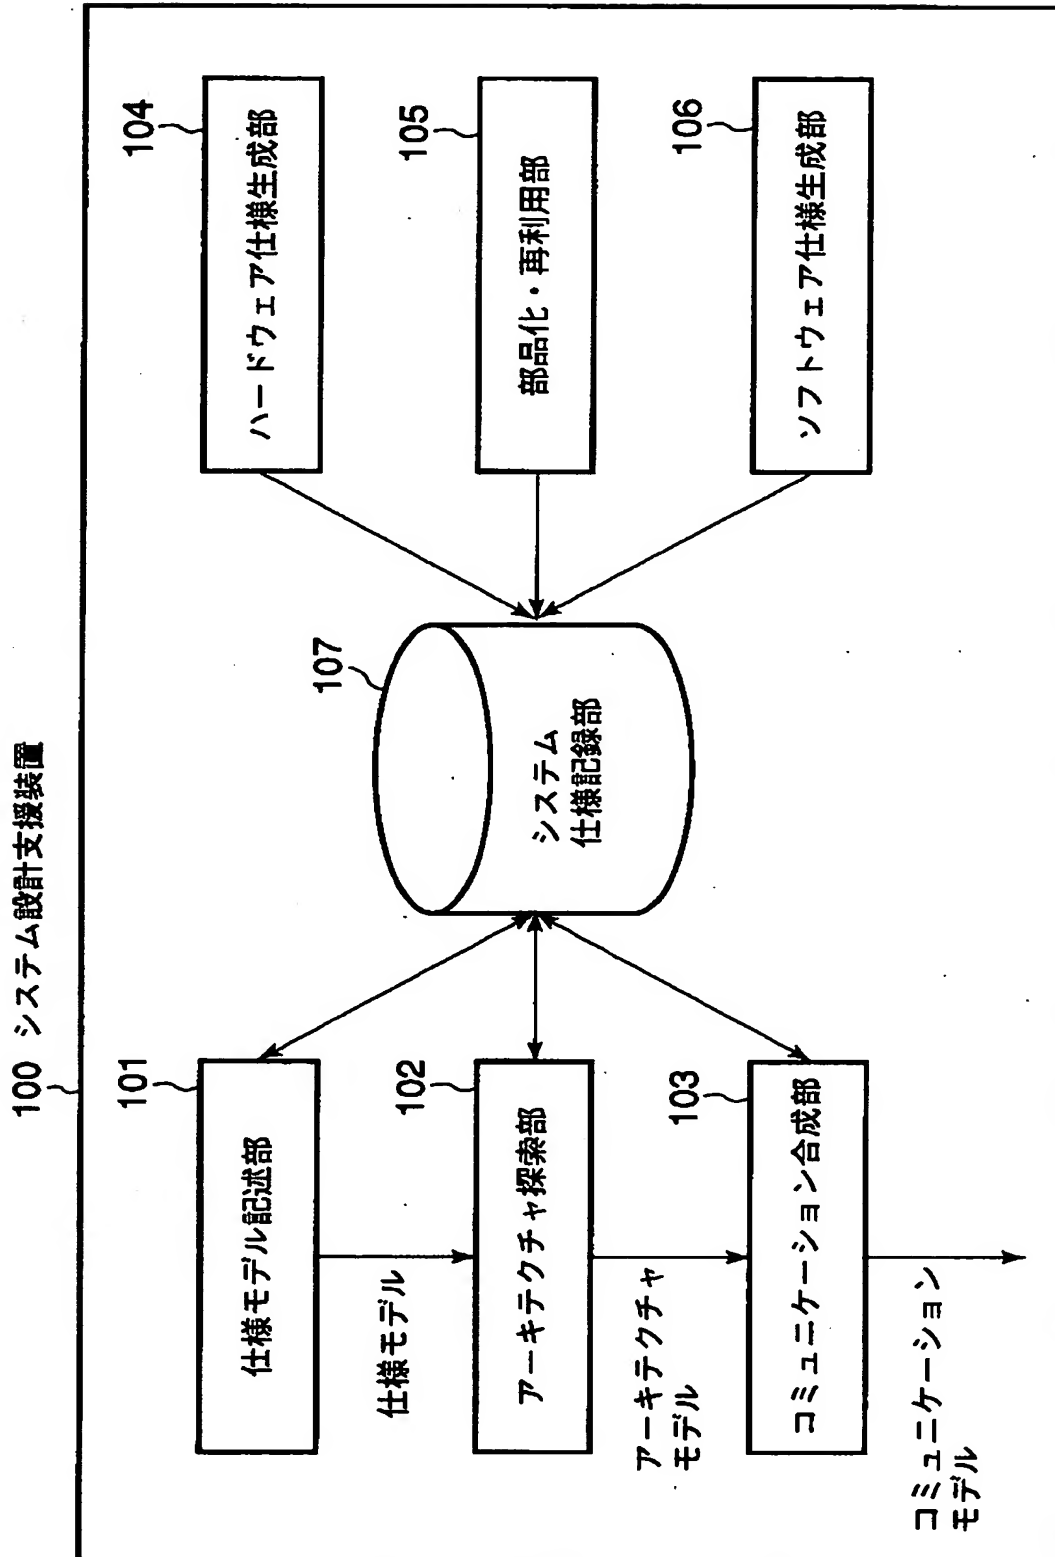 100 システム設計支援装置
101
仕様モデル記述部
仕様モデル
102
アーキテクチャ探索部
アーキテクチャ
モデル
103
コミュニケーション合成部
コミュニケーション
モデル
107
システム
仕様記録部
104
ハードウェア仕様生成部
105
部品化・再利用部
106
ソフトウェア仕様生成部